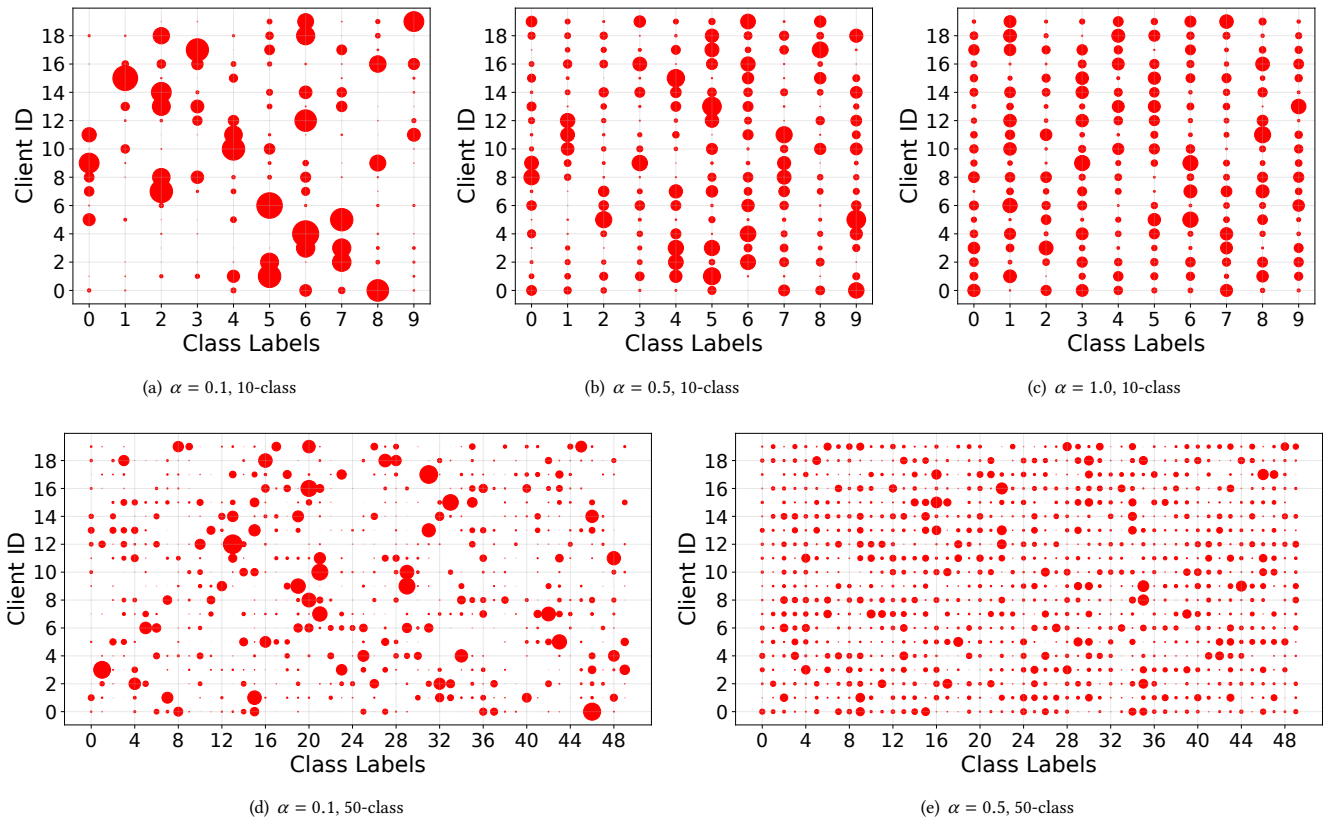 18
16
14
12
10
8
6
4
2
0
Client ID
0 1 2 3 4 5 6 7 8 9
Class Labels
(a) α = 0.1, 10-class
18
16
14
12
10
8
6
4
2
0
Client ID
0 1 2 3 4 5 6 7 8 9
Class Labels
(b) α = 0.5, 10-class
18
16
14
12
10
8
6
4
2
0
Client ID
0 1 2 3 4 5 6 7 8 9
Class Labels
(c) α = 1.0, 10-class
18
16
14
12
10
8
6
4
2
0
Client ID
0 4 8 12 16 20 24 28 32 36 40 44 48
Class Labels
(d) α = 0.1, 50-class
18
16
14
12
10
8
6
4
2
0
Client ID
0 4 8 12 16 20 24 28 32 36 40 44 48
Class Labels
(e) α = 0.5, 50-class